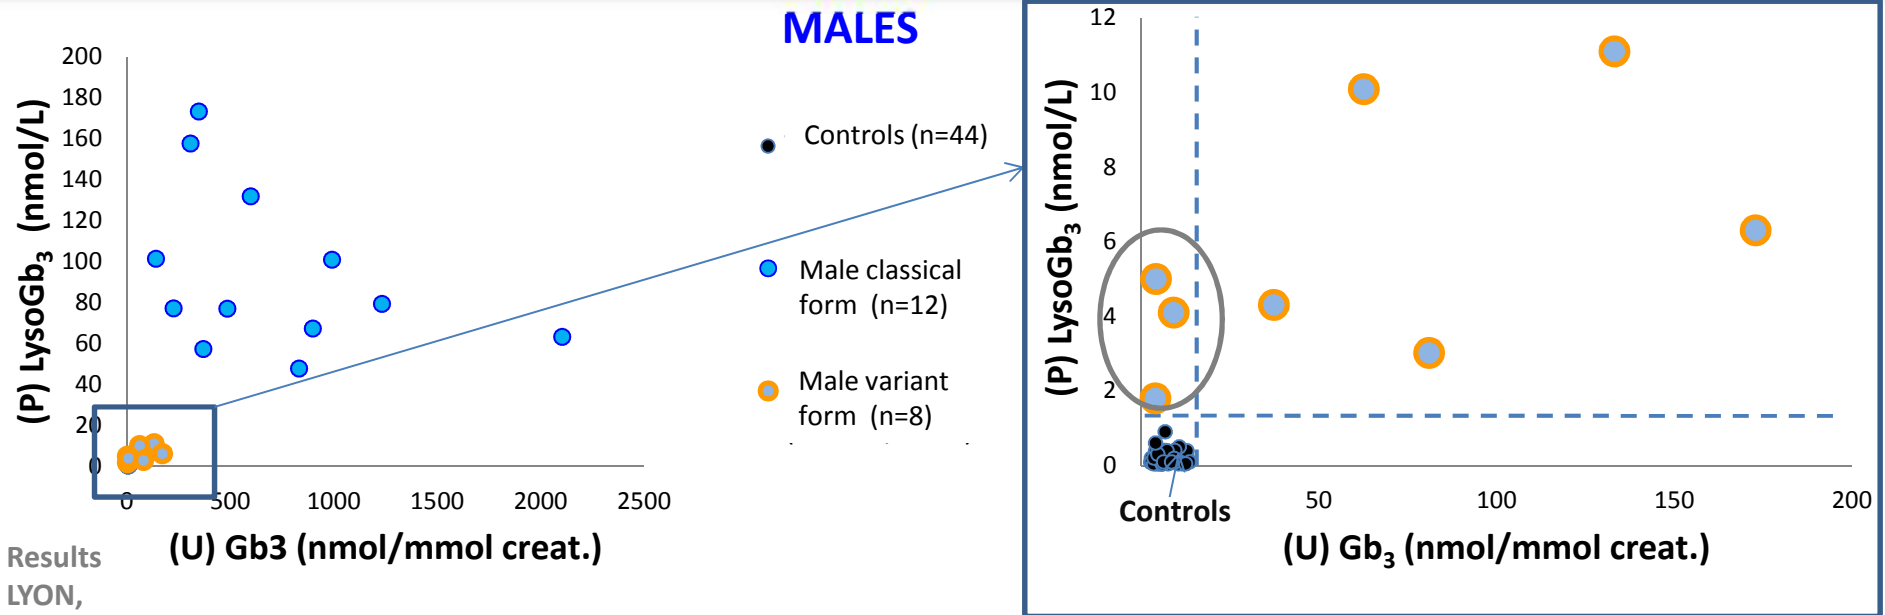 MALES
200
180
160
140
120
100
80
60
40
20
0
0 500 1000 1500 2000 2500
(P) LysoGb3 (nmol/L)
(U) Gb3 (nmol/mmol creat.)
Controls (n=44)
Male classical
form (n=12)
Male variant
form (n=8)
12
10
8
6
4
2
0
50 100 150 200
(P) LysoGb3 (nmol/L)
Controls
(U) Gb3 (nmol/mmol creat.)
Results
LYON,